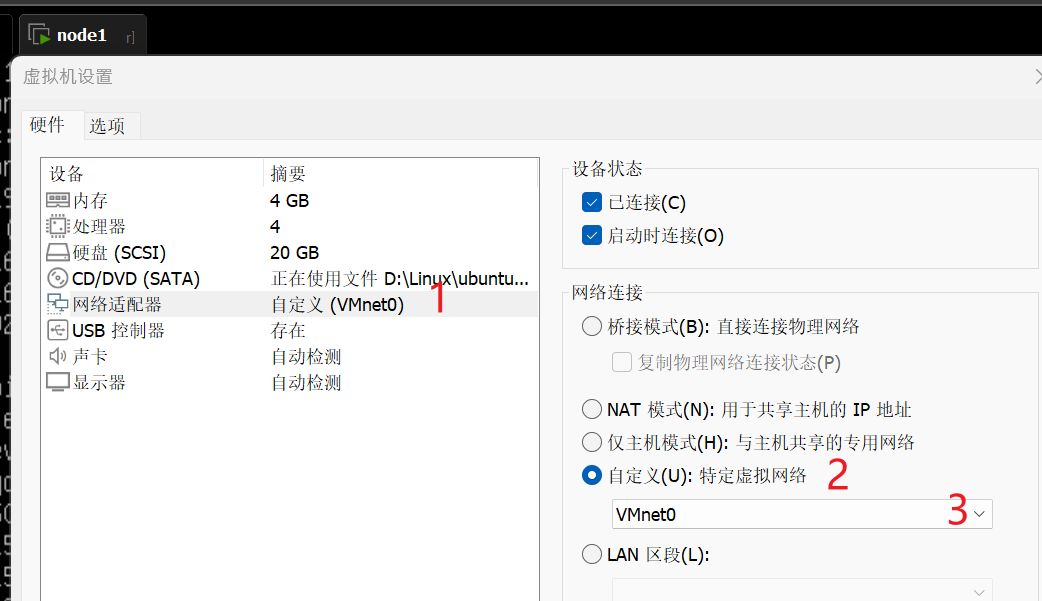 node1
虚拟机设置
硬件 选项
设备 摘要
内存 4 GB
处理器 4
硬盘 (SCSI) 20 GB
CD/DVD (SATA) 正在使用文件 D:\Linux\ubuntu...
网络适配器 自定义 (VMnet0) 1
USB 控制器 存在
声卡 自动检测
显示器 自动检测
设备状态
已连接(C)
启动时连接(O)
网络连接
桥接模式(B): 直接连接物理网络
复制物理网络连接状态(P)
NAT 模式(N): 用于共享主机的 IP 地址
仅主机模式(H): 与主机共享的专用网络
自定义(U): 特定虚拟网络 2
VMnet0 3
LAN 区段(L):